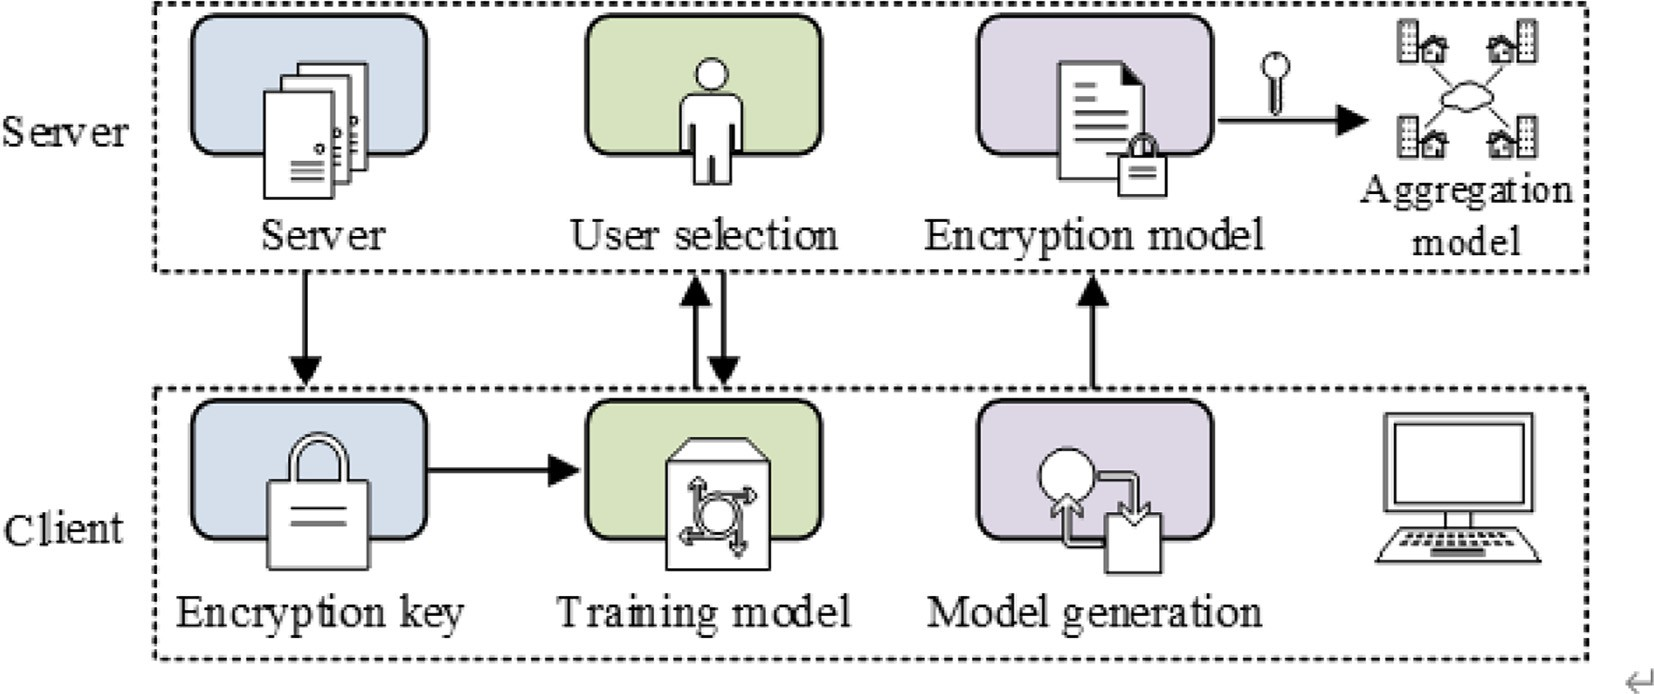 Server
Server
User selection
Encryption model
Aggregation
model
Client
Encryption key
Training model
Model generation